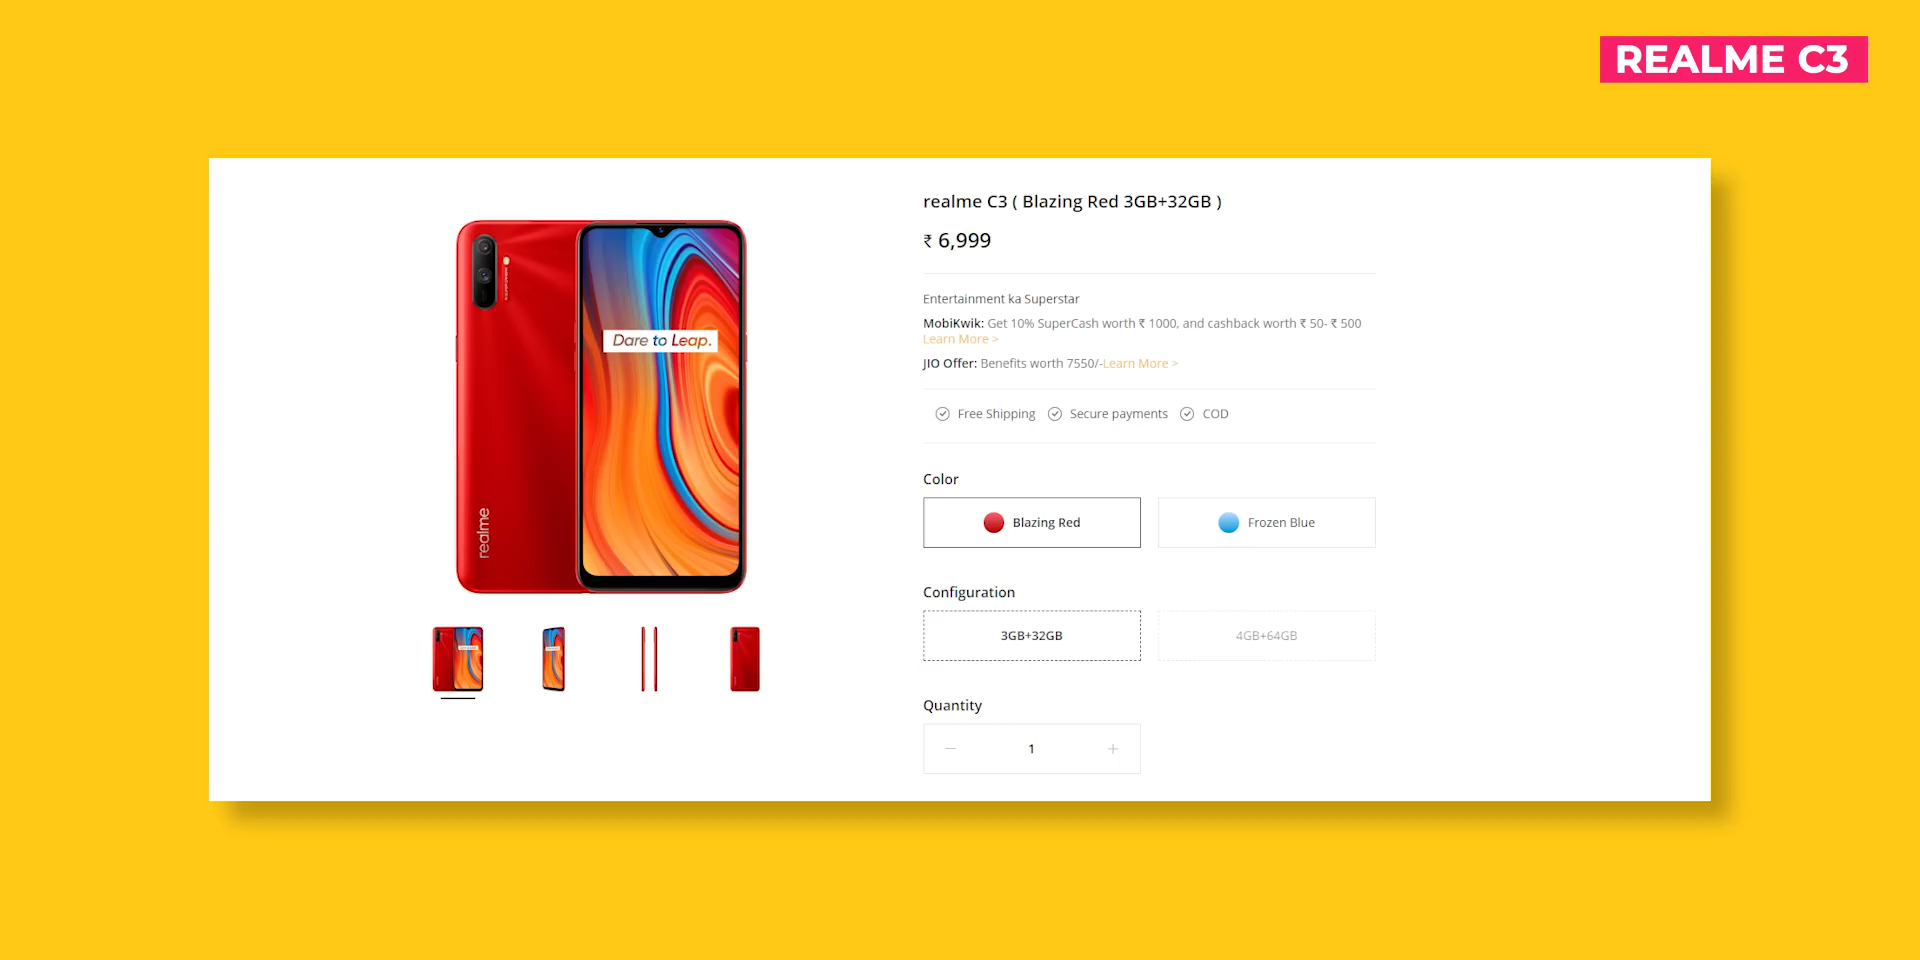 REALME C3
realme C3 ( Blazing Red 3GB+32GB )
₹ 6,999
Entertainment ka Superstar
MobiKwik: Get 10% SuperCash worth ₹ 1000, and cashback worth ₹ 50- ₹ 500
Learn More >
JIO Offer: Benefits worth 7550/-Learn More >
Free Shipping Secure payments COD
Color
Blazing Red Frozen Blue
Configuration
3GB+32GB 4GB+64GB
Quantity
1
Dare to Leap.
realme